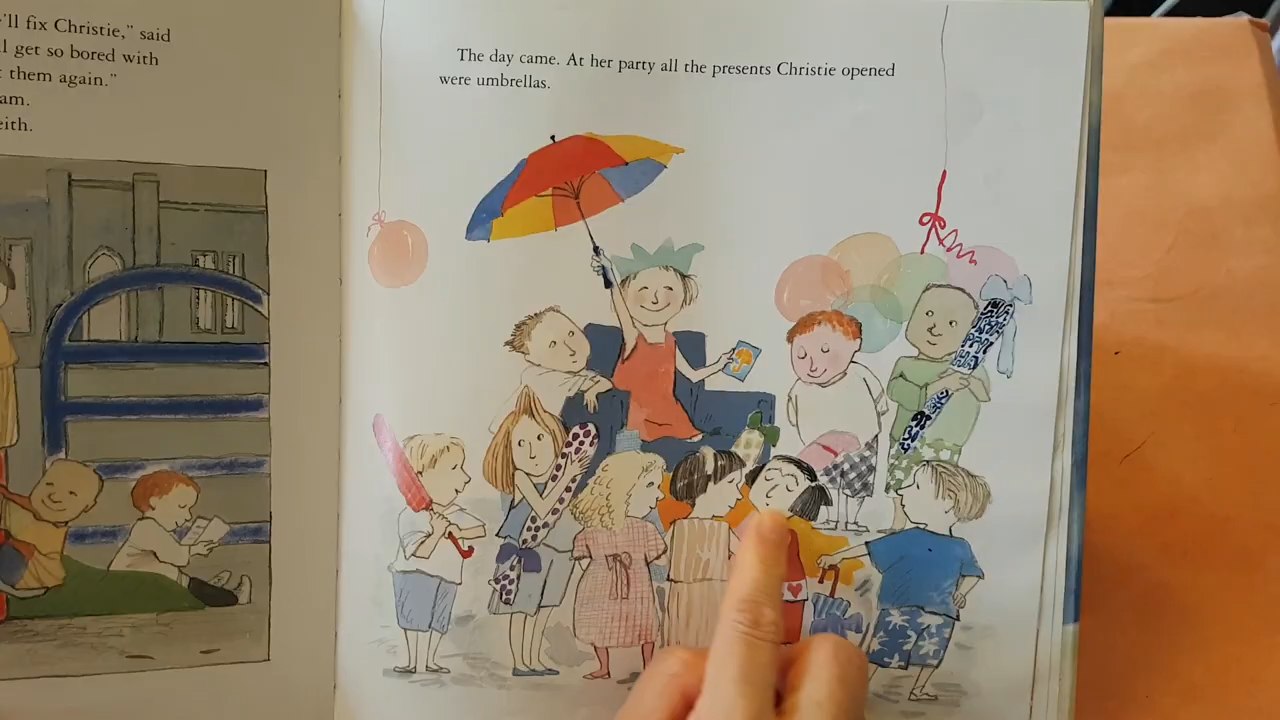 'll fix Christie," said
l get so bored with
t them again."
am.
eith.
The day came. At her party all the presents Christie opened
were umbrellas.